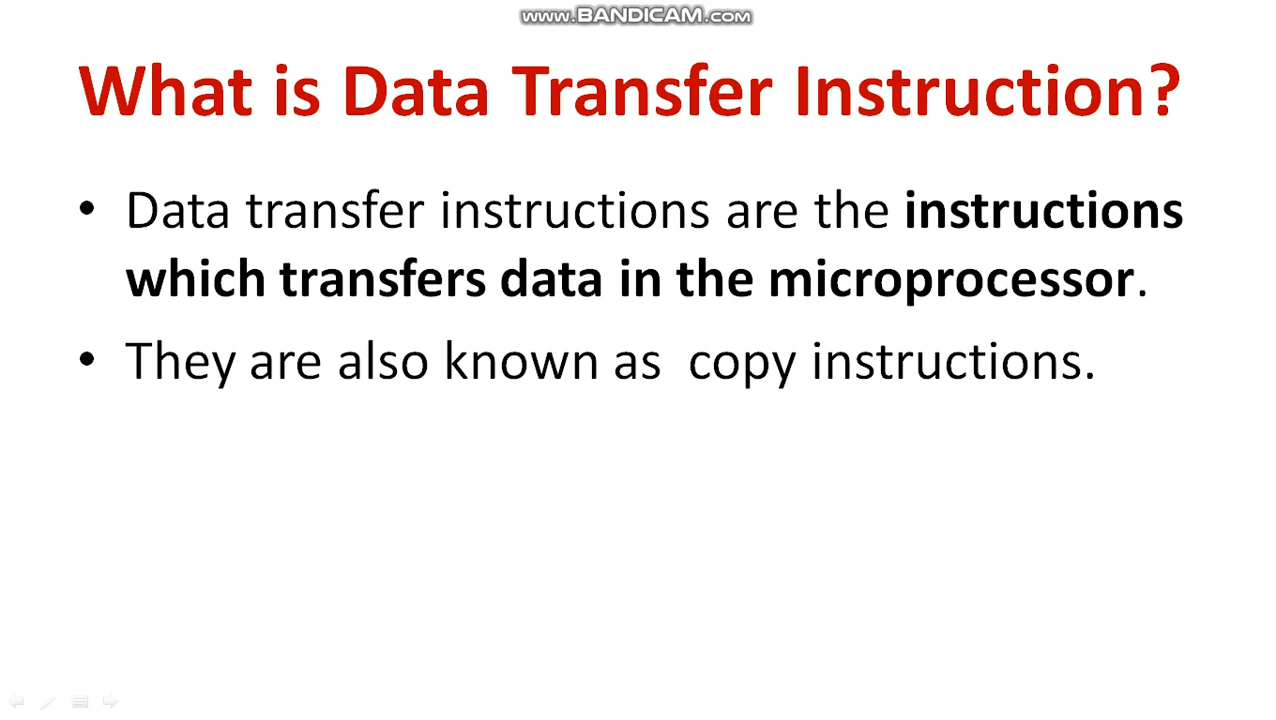 www.BANDICAM.com
What is Data Transfer Instruction?
• Data transfer instructions are the instructions
which transfers data in the microprocessor.
• They are also known as  copy instructions.